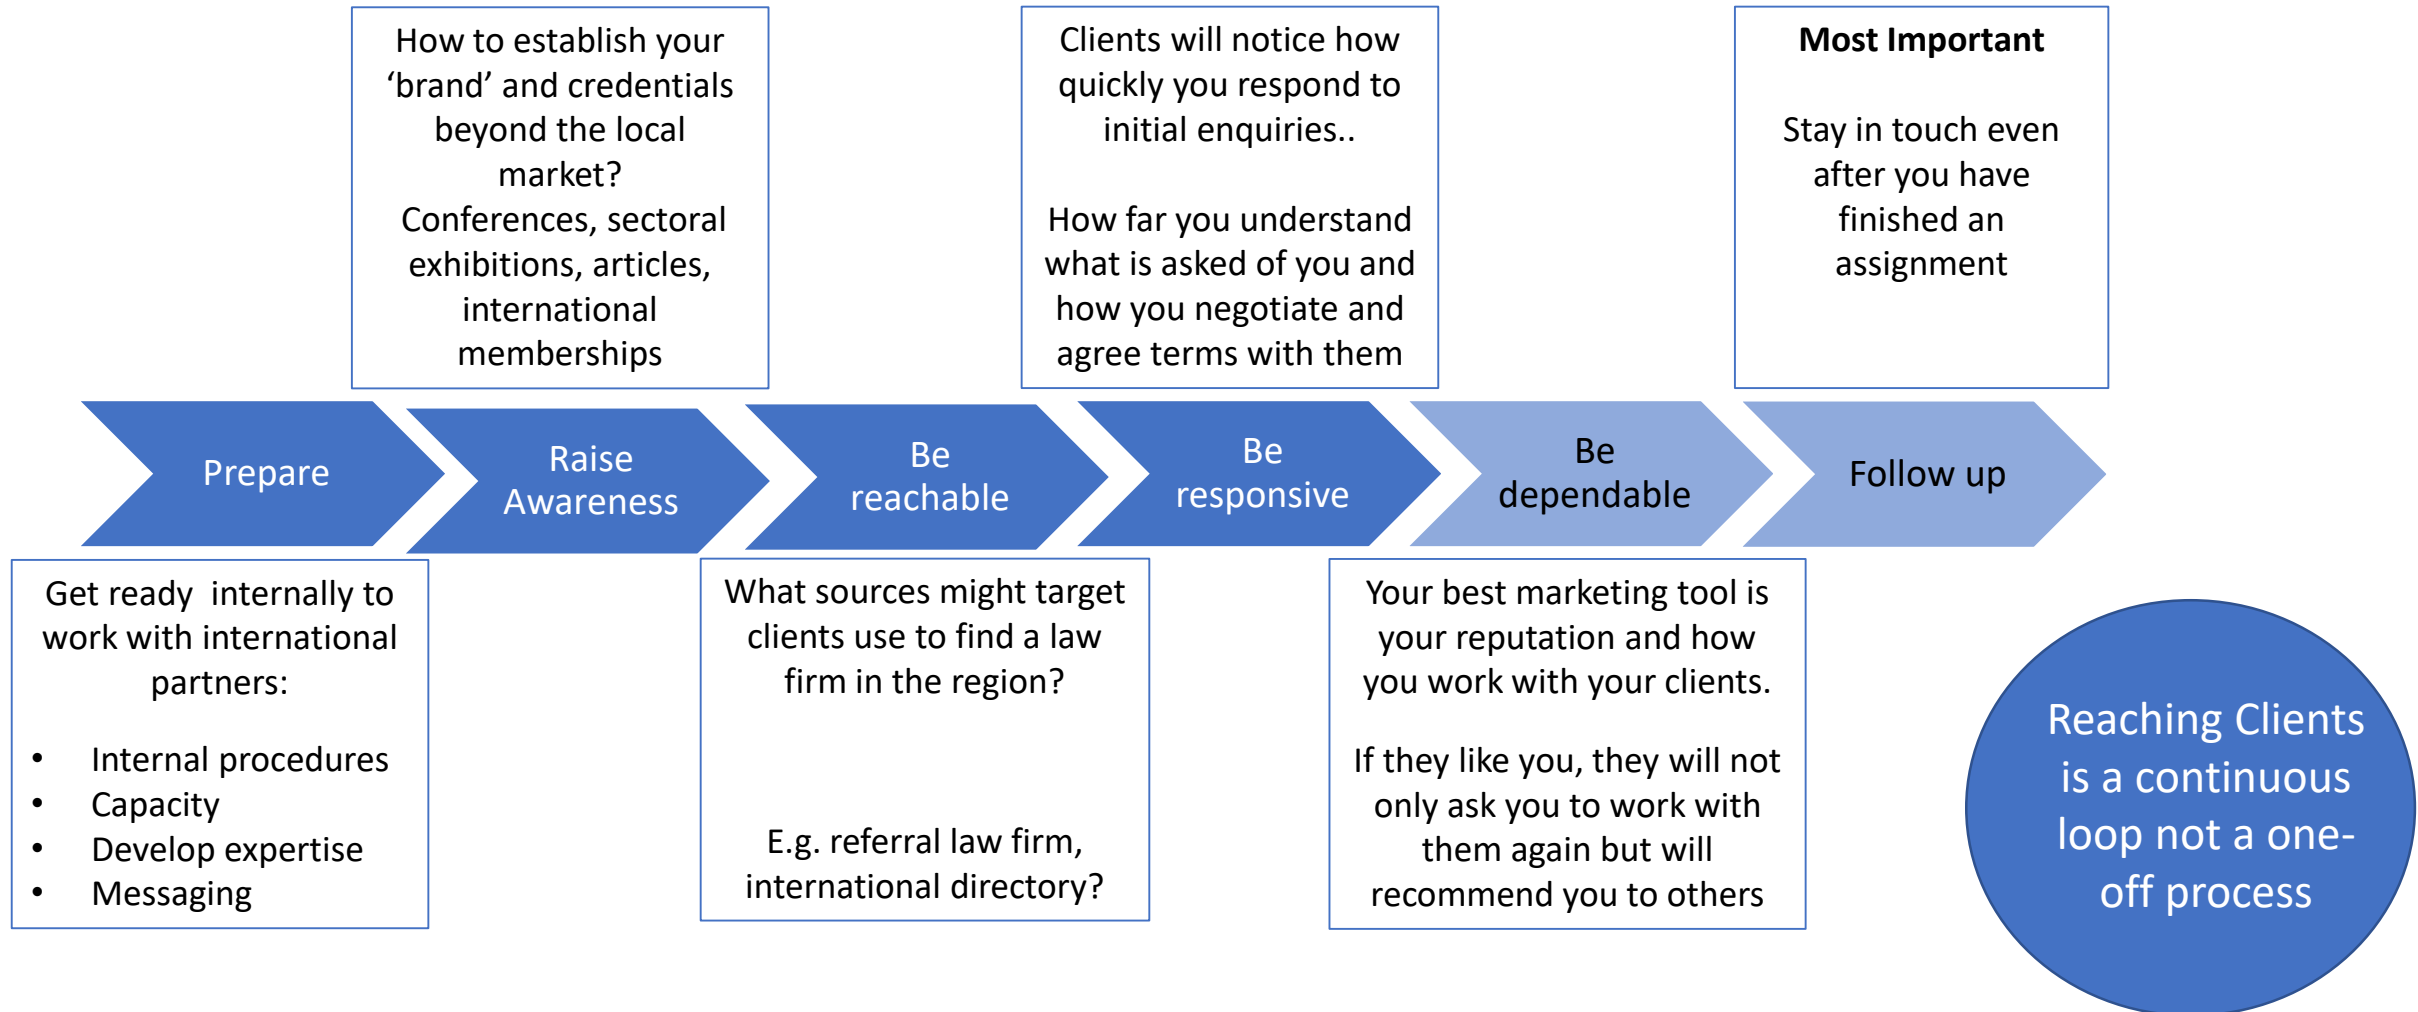 How to establish your
‘brand’ and credentials
beyond the local
market?
Conferences, sectoral
exhibitions, articles,
international
memberships
Clients will notice how
quickly you respond to
initial enquiries..
How far you understand
what is asked of you and
how you negotiate and
agree terms with them
Most Important
Stay in touch even
after you have
finished an
assignment
Prepare
Raise
Awareness
Be
reachable
Be
responsive
Be
dependable
Follow up
Get ready  internally to
work with international
partners:
• Internal procedures
• Capacity
• Develop expertise
• Messaging
What sources might target
clients use to find a law
firm in the region?
E.g. referral law firm,
international directory?
Your best marketing tool is
your reputation and how
you work with your clients.
If they like you, they will not
only ask you to work with
them again but will
recommend you to others
Reaching Clients
is a continuous
loop not a one-
off process